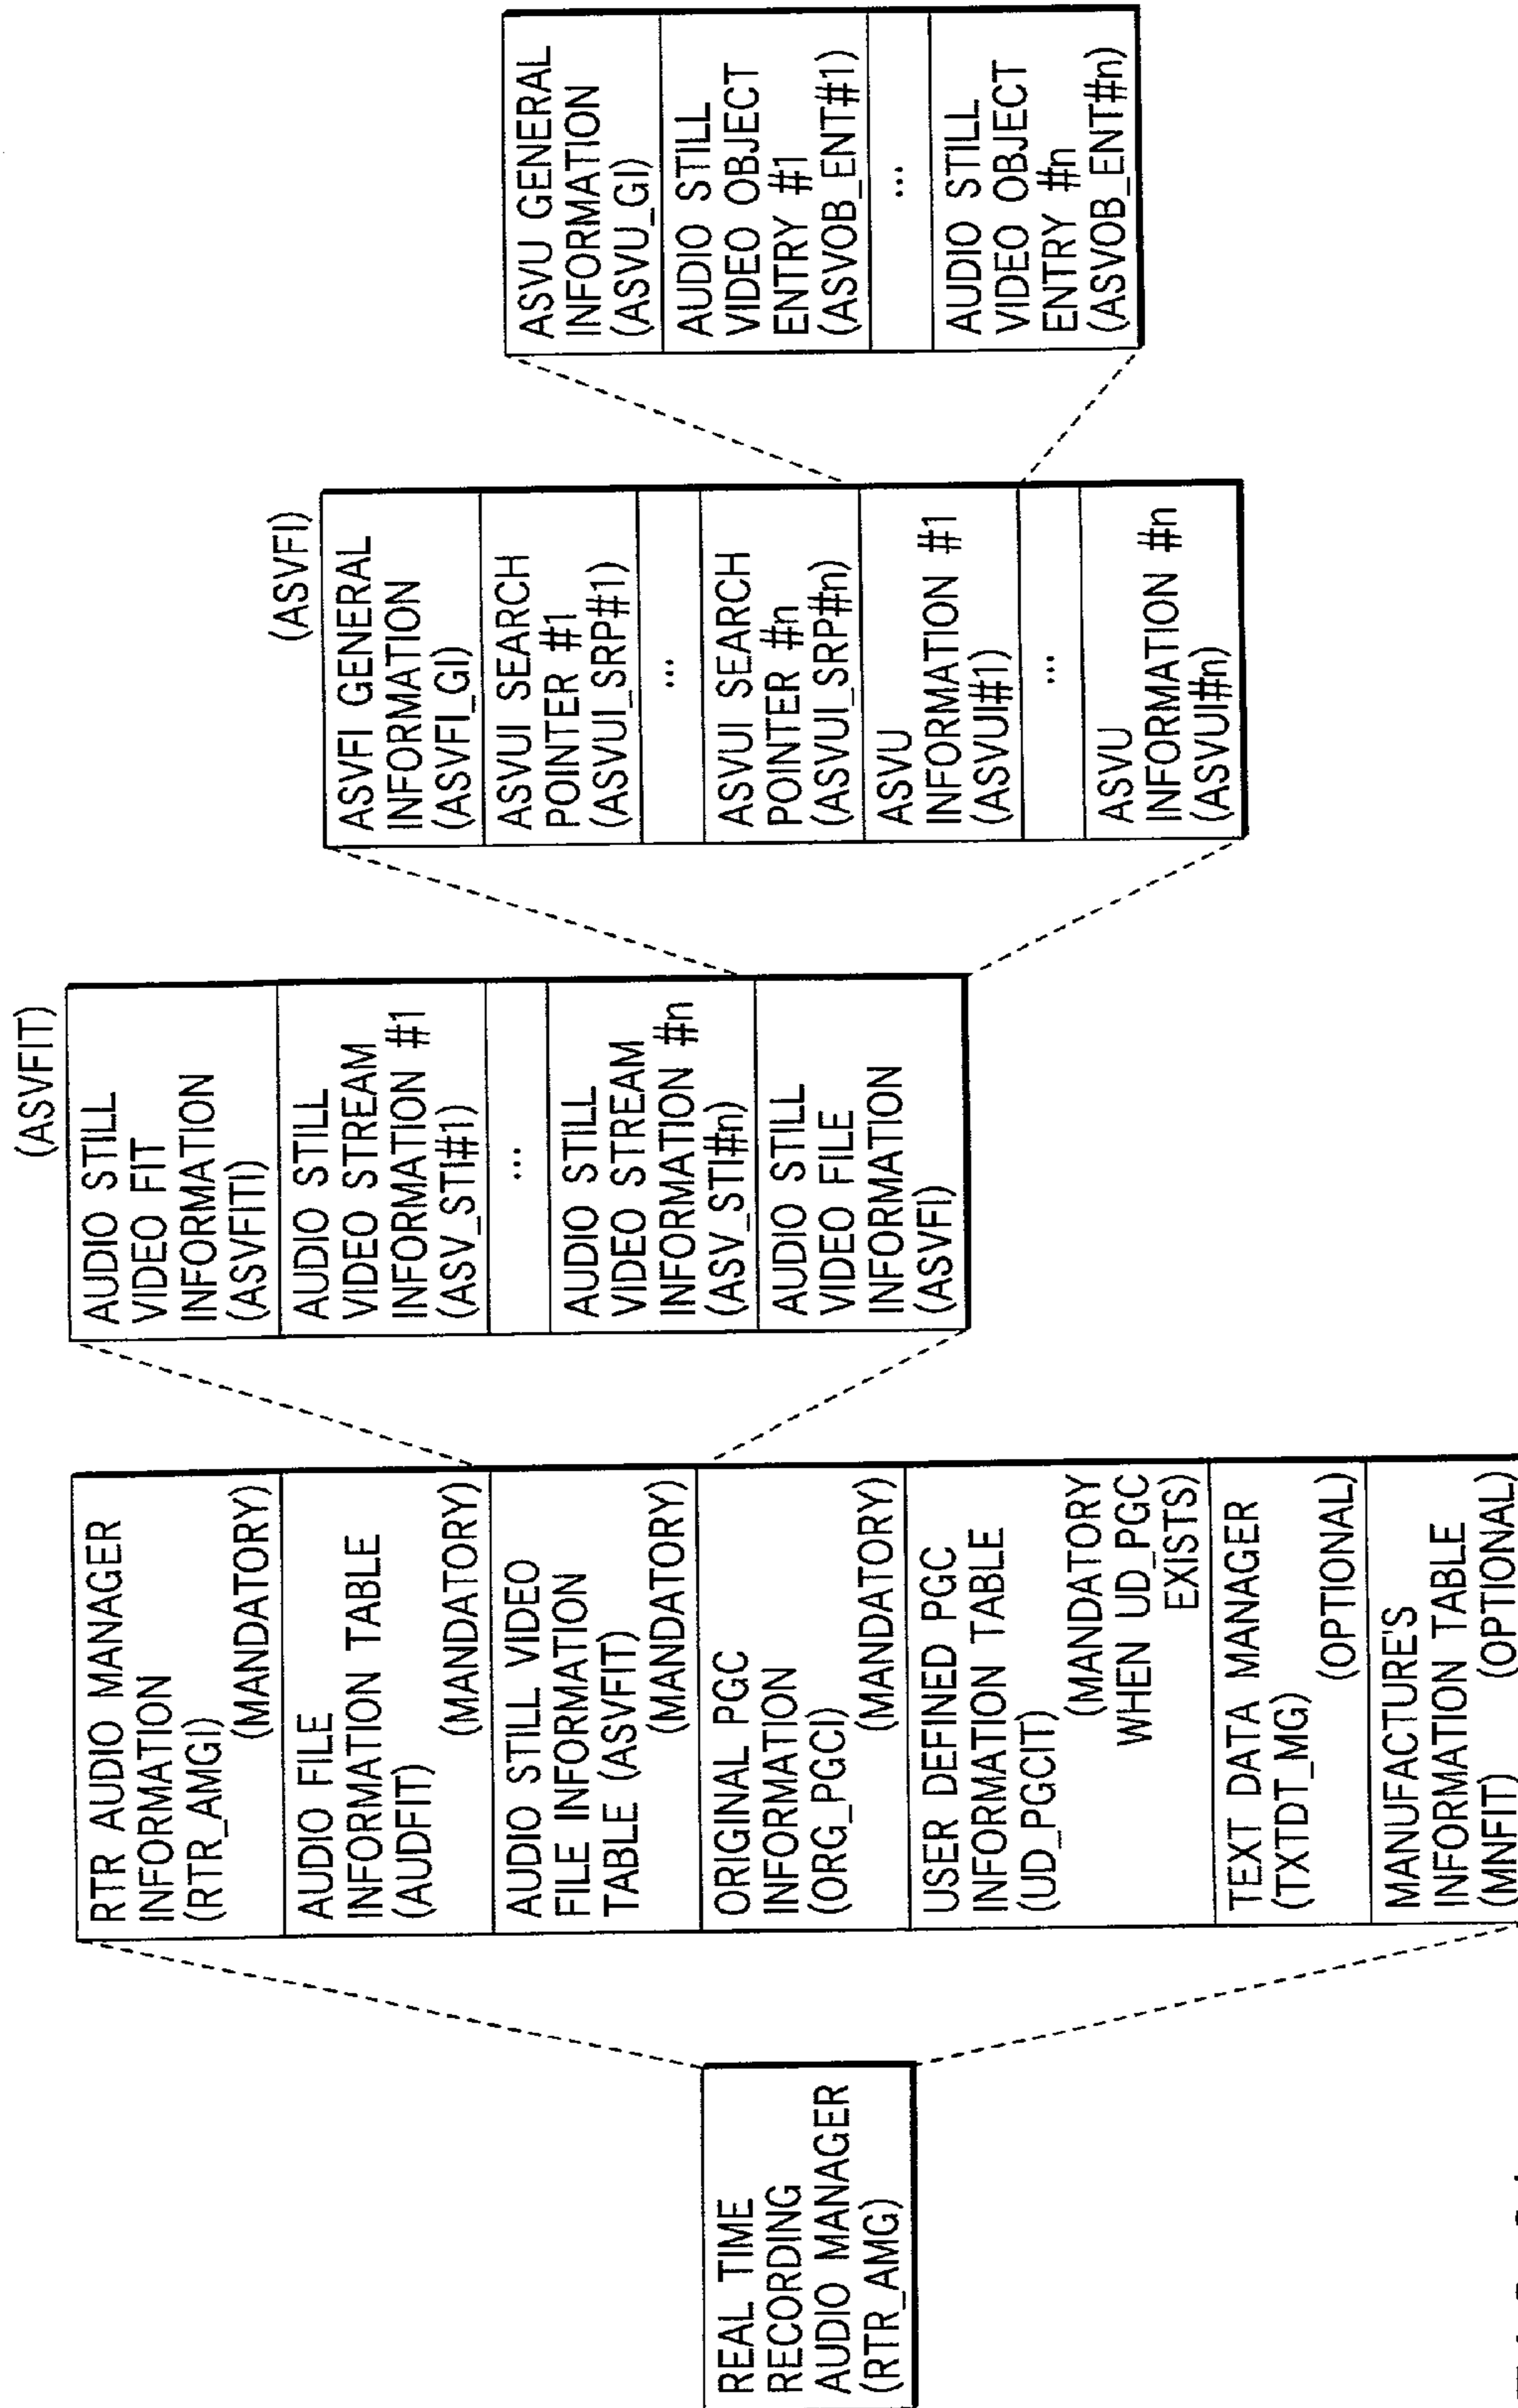 REAL TIME
RECORDING
AUDIO MANAGER
(RTR_AMG)
RTR AUDIO MANAGER
INFORMATION
(RTR_AMGI)
(MANDATORY)
AUDIO FILE
INFORMATION TABLE
(AUDFIT)
(MANDATORY)
AUDIO STILL VIDEO
FILE INFORMATION
TABLE (ASVFIT)
(MANDATORY)
ORIGINAL PGC
INFORMATION
(ORG_PGCI)
(MANDATORY)
USER DEFINED PGC
INFORMATION TABLE
(UD_PGCIT)
(MANDATORY
WHEN UD_PGC
EXISTS)
TEXT DATA MANAGER
(TXTDT_MG)
(OPTIONAL)
MANUFACTURE'S
INFORMATION TABLE
(MNFIT) (OPTIONAL)
(ASVFIT)
AUDIO STILL
VIDEO FIT
INFORMATION
(ASVFITI)
AUDIO STILL
VIDEO STREAM
INFORMATION #1
(ASV_STI#1)
...
AUDIO STILL
VIDEO STREAM
INFORMATION #n
(ASV_STI#n)
AUDIO STILL
VIDEO FILE
INFORMATION
(ASVFI)
(ASVFI)
ASVFI GENERAL
INFORMATION
(ASVFI_GI)
ASVUI SEARCH
POINTER #1
(ASVUI_SRP#1)
...
ASVUI SEARCH
POINTER #n
(ASVUI_SRP#n)
ASVU
INFORMATION #1
(ASVUI#1)
...
ASVU
INFORMATION #n
(ASVUI#n)
ASVU GENERAL
INFORMATION
(ASVU_GI)
AUDIO STILL
VIDEO OBJECT
ENTRY #1
(ASVOB_ENT#1)
...
AUDIO STILL
VIDEO OBJECT
ENTRY #n
(ASVOB_ENT#n)